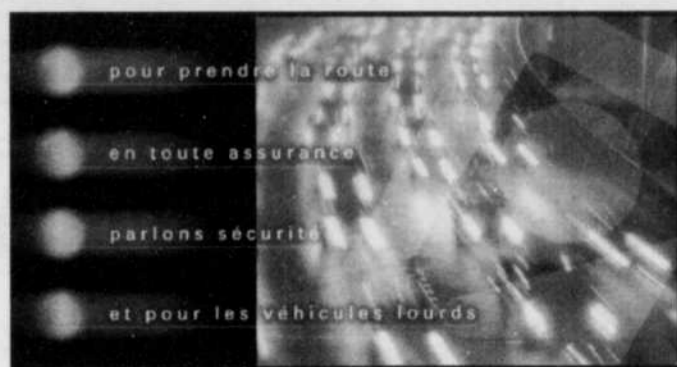 pour prendre la route
en toute assurance
parlons sécurité
et pour les véhicules lourds